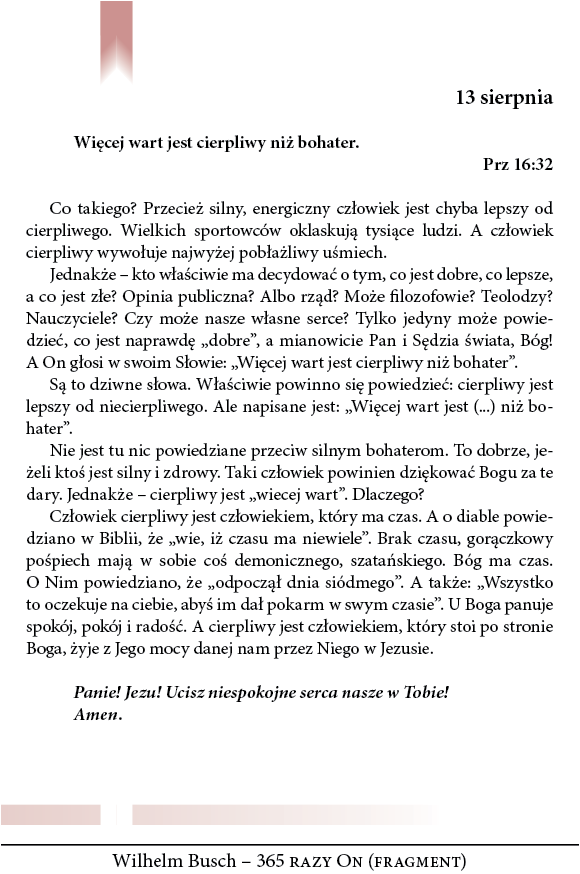 13 sierpnia
Więcej wart jest cierpliwy niż bohater.
Prz 16:32
Co takiego? Przecież silny, energiczny człowiek jest chyba lepszy od
cierpliwego. Wielkich sportowców oklaskują tysiące ludzi. A człowiek
cierpliwy wywołuje najwyżej pobłażliwy uśmiech.
Jednakże – kto właściwie ma decydować o tym, co jest dobre, co lepsze,
a co jest złe? Opinia publiczna? Albo rząd? Może filozofowie? Teolodzy?
Nauczyciele? Czy może nasze własne serce? Tylko jedyny może powie-
dzieć, co jest naprawdę „dobre”, a mianowicie Pan i Sędzia świata, Bóg!
A On głosi w swoim Słowie: „Więcej wart jest cierpliwy niż bohater”.
Są to dziwne słowa. Właściwie powinno się powiedzieć: cierpliwy jest
lepszy od niecierpliwego. Ale napisane jest: „Więcej wart jest (...) niż bo-
hater”.
Nie jest tu nic powiedziane przeciw silnym bohaterom. To dobrze, je-
żeli ktoś jest silny i zdrowy. Taki człowiek powinien dziękować Bogu za te
dary. Jednakże – cierpliwy jest „wiecej wart”. Dlaczego?
Człowiek cierpliwy jest człowiekiem, który ma czas. A o diable powie-
dziano w Biblii, że „wie, iż czasu ma niewiele”. Brak czasu, gorączkowy
pośpiech mają w sobie coś demonicznego, szatańskiego. Bóg ma czas.
O Nim powiedziano, że „odpoczął dnia siódmego”. A także: „Wszystko
to oczekuje na ciebie, abyś im dał pokarm w swym czasie”. U Boga panuje
spokój, pokój i radość. A cierpliwy jest człowiekiem, który stoi po stronie
Boga, żyje z Jego mocy danej nam przez Niego w Jezusie.
Panie! Jezu! Ucisz niespokojne serca nasze w Tobie!
Amen.
Wilhelm Busch – 365 razy On (fragment)